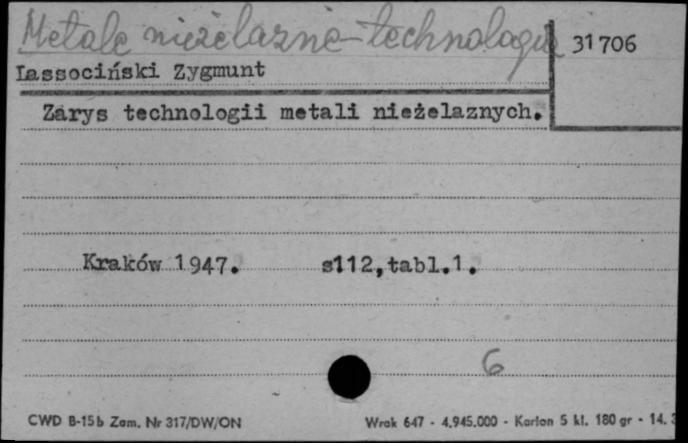 Metale nieżelazne - technologia
31706
Lassociński Zygmunt
Zarys technologii metali nieżelaznych.
Kraków 1947. s112,tabl.1.
6
CWD B-15b Zam. Nr 317/DW/ON Wrak 647 - 4.945.000 - Karton 5 kl. 180 gr - 14.